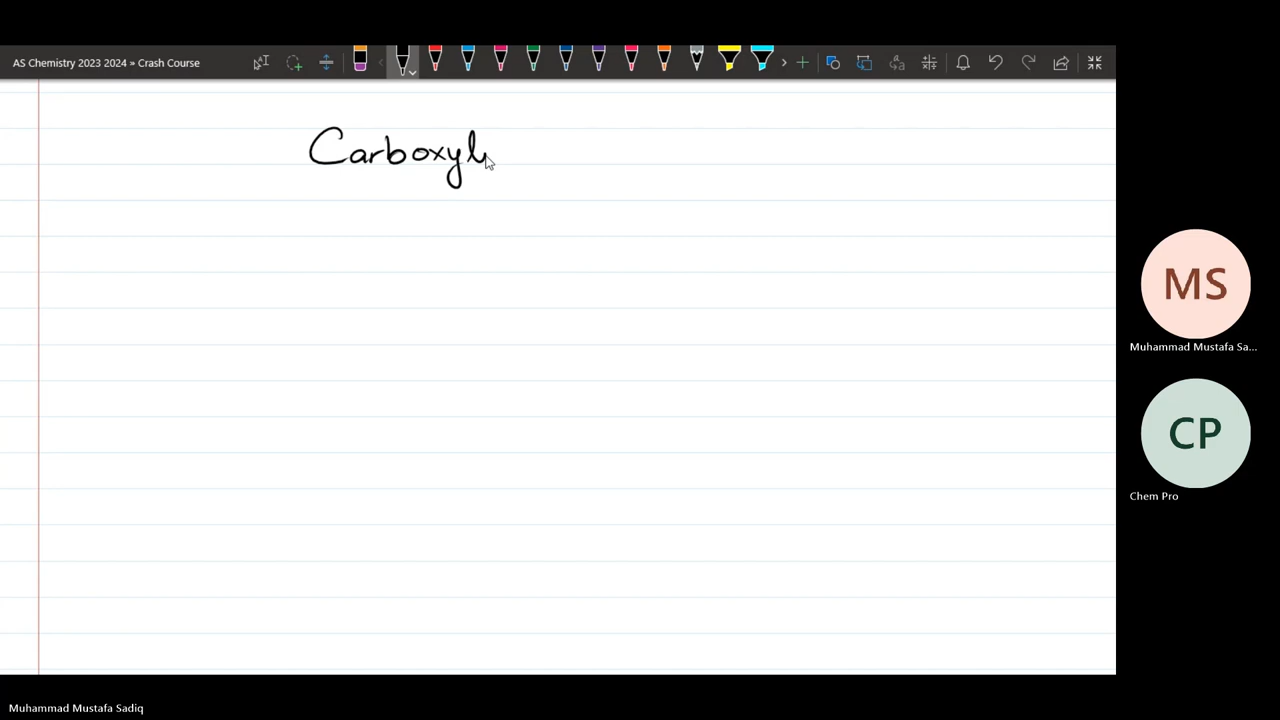 AS Chemistry 2023 2024 » Crash Course
Carboxyl
MS
Muhammad Mustafa Sa...
CP
Chem Pro
Muhammad Mustafa Sadiq